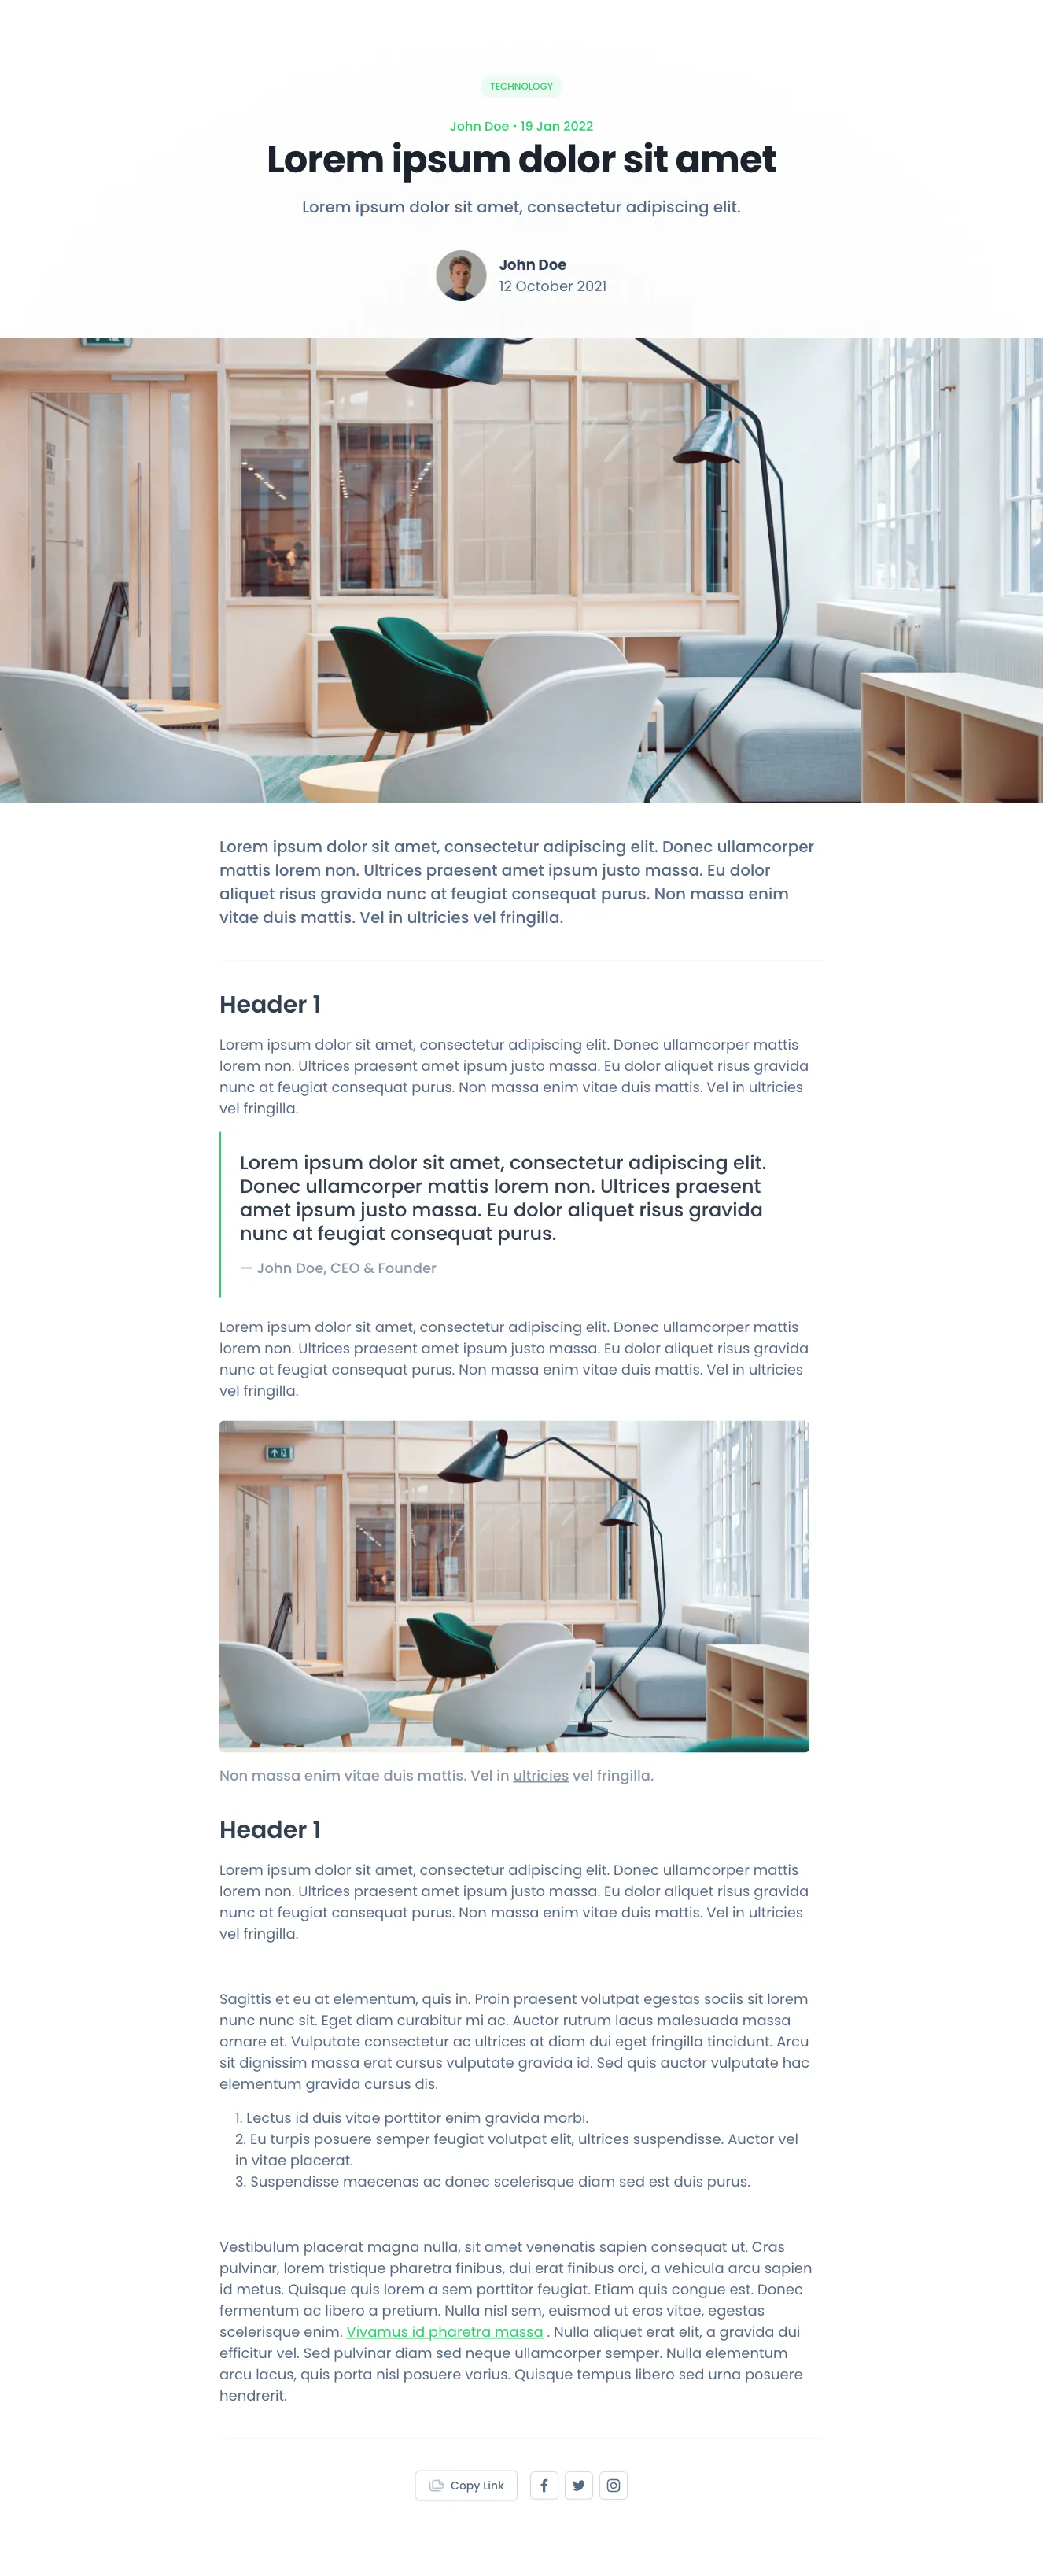 TECHNOLOGY
John Doe • 19 Jan 2022
Lorem ipsum dolor sit amet
Lorem ipsum dolor sit amet, consectetur adipiscing elit.
John Doe
12 October 2021
Lorem ipsum dolor sit amet, consectetur adipiscing elit. Donec ullamcorper
mattis lorem non. Ultrices praesent amet ipsum justo massa. Eu dolor
aliquet risus gravida nunc at feugiat consequat purus. Non massa enim
vitae duis mattis. Vel in ultricies vel fringilla.
Header 1
Lorem ipsum dolor sit amet, consectetur adipiscing elit. Donec ullamcorper mattis
lorem non. Ultrices praesent amet ipsum justo massa. Eu dolor aliquet risus gravida
nunc at feugiat consequat purus. Non massa enim vitae duis mattis. Vel in ultricies
vel fringilla.
Lorem ipsum dolor sit amet, consectetur adipiscing elit.
Donec ullamcorper mattis lorem non. Ultrices praesent
amet ipsum justo massa. Eu dolor aliquet risus gravida
nunc at feugiat consequat purus.
— John Doe, CEO & Founder
Lorem ipsum dolor sit amet, consectetur adipiscing elit. Donec ullamcorper mattis
lorem non. Ultrices praesent amet ipsum justo massa. Eu dolor aliquet risus gravida
nunc at feugiat consequat purus. Non massa enim vitae duis mattis. Vel in ultricies
vel fringilla.
Non massa enim vitae duis mattis. Vel in ultricies vel fringilla.
Header 1
Lorem ipsum dolor sit amet, consectetur adipiscing elit. Donec ullamcorper mattis
lorem non. Ultrices praesent amet ipsum justo massa. Eu dolor aliquet risus gravida
nunc at feugiat consequat purus. Non massa enim vitae duis mattis. Vel in ultricies
vel fringilla.
Sagittis et eu at elementum, quis in. Proin praesent volutpat egestas sociis sit lorem
nunc nunc sit. Eget diam curabitur mi ac. Auctor rutrum lacus malesuada massa
ornare et. Vulputate consectetur ac ultrices at diam dui eget fringilla tincidunt. Arcu
sit dignissim massa erat cursus vulputate gravida id. Sed quis auctor vulputate hac
elementum gravida cursus dis.
1. Lectus id duis vitae porttitor enim gravida morbi.
2. Eu turpis posuere semper feugiat volutpat elit, ultrices suspendisse. Auctor vel
in vitae placerat.
3. Suspendisse maecenas ac donec scelerisque diam sed est duis purus.
Vestibulum placerat magna nulla, sit amet venenatis sapien consequat ut. Cras
pulvinar, lorem tristique pharetra finibus, dui erat finibus orci, a vehicula arcu sapien
id metus. Quisque quis lorem a sem porttitor feugiat. Etiam quis congue est. Donec
fermentum ac libero a pretium. Nulla nisl sem, euismod ut eros vitae, egestas
scelerisque enim. Vivamus id pharetra massa . Nulla aliquet erat elit, a gravida dui
efficitur vel. Sed pulvinar diam sed neque ullamcorper semper. Nulla elementum
arcu lacus, quis porta nisl posuere varius. Quisque tempus libero sed urna posuere
hendrerit.
Copy Link